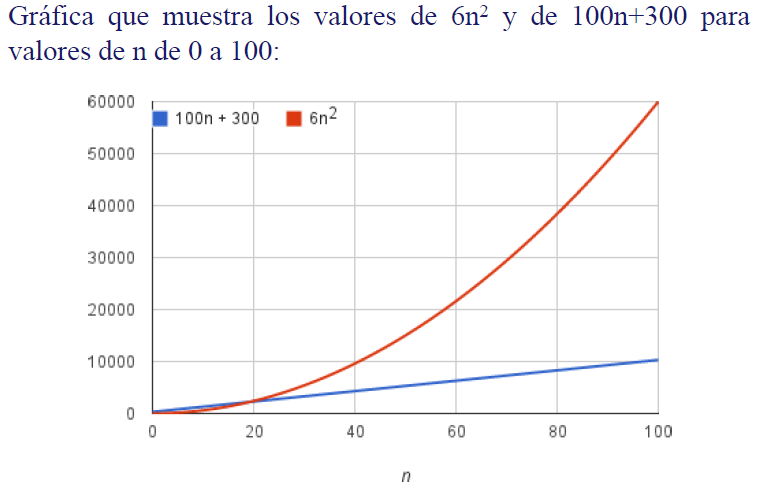 Gráfica que muestra los valores de 6n² y de 100n+300 para
valores de n de 0 a 100:
60000
100n + 300 6n²
50000
40000
30000
20000
10000
0
0 20 40 60 80 100
n